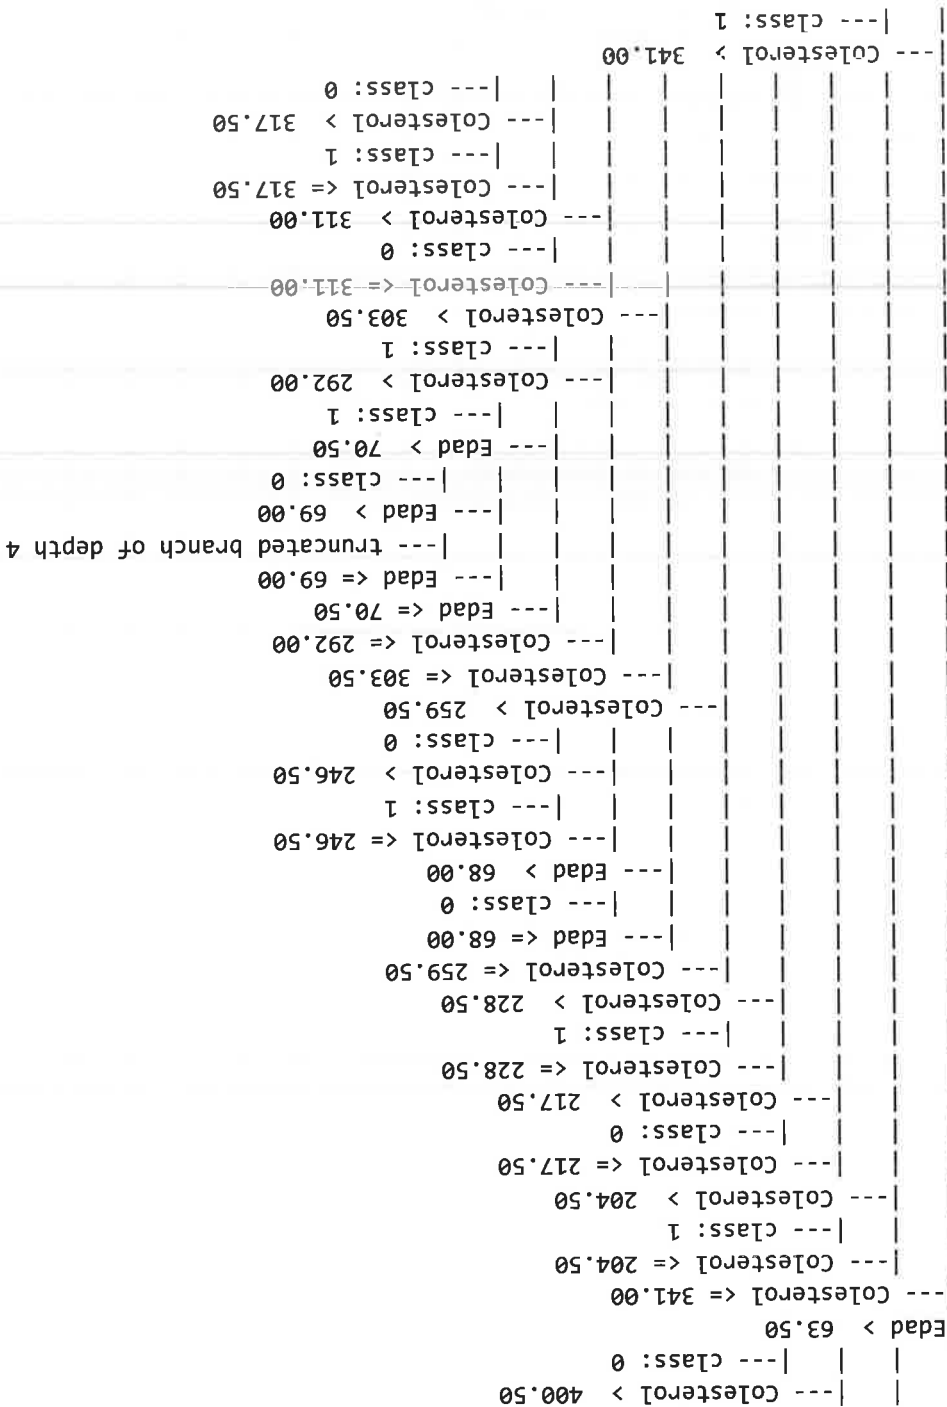 |   |   |--- Colesterol >  400.50
|   |   |--- class: 0
Edad >  63.50
--- Colesterol <= 341.00
|--- Colesterol <= 204.50
|   |--- class: 1
|--- Colesterol >  204.50
|   |--- Colesterol <= 217.50
|   |   |--- class: 0
|   |--- Colesterol >  217.50
|   |   |--- Colesterol <= 228.50
|   |   |   |--- class: 1
|   |   |--- Colesterol >  228.50
|   |   |   |--- Colesterol <= 259.50
|   |   |   |   |--- Edad <= 68.00
|   |   |   |   |   |--- class: 0
|   |   |   |   |--- Edad >  68.00
|   |   |   |   |   |--- Colesterol <= 246.50
|   |   |   |   |   |   |--- class: 1
|   |   |   |   |   |--- Colesterol >  246.50
|   |   |   |   |   |   |--- class: 0
|   |   |   |--- Colesterol >  259.50
|   |   |   |   |--- Colesterol <= 303.50
|   |   |   |   |   |--- Colesterol <= 292.00
|   |   |   |   |   |   |--- Edad <= 70.50
|   |   |   |   |   |   |   |--- Edad <= 69.00
|   |   |   |   |   |   |   |   |--- truncated branch of depth 4
|   |   |   |   |   |   |   |--- Edad >  69.00
|   |   |   |   |   |   |   |   |--- class: 0
|   |   |   |   |   |   |--- Edad >  70.50
|   |   |   |   |   |   |   |--- class: 1
|   |   |   |   |   |--- Colesterol >  292.00
|   |   |   |   |   |   |--- class: 1
|   |   |   |   |--- Colesterol >  303.50
|   |   |   |   |   |--- Colesterol <= 311.00
|   |   |   |   |   |   |--- class: 0
|   |   |   |   |   |--- Colesterol >  311.00
|   |   |   |   |   |   |--- Colesterol <= 317.50
|   |   |   |   |   |   |   |--- class: 1
|   |   |   |   |   |   |--- Colesterol >  317.50
|   |   |   |   |   |   |   |--- class: 0
|--- Colesterol >  341.00
|   |--- class: 1